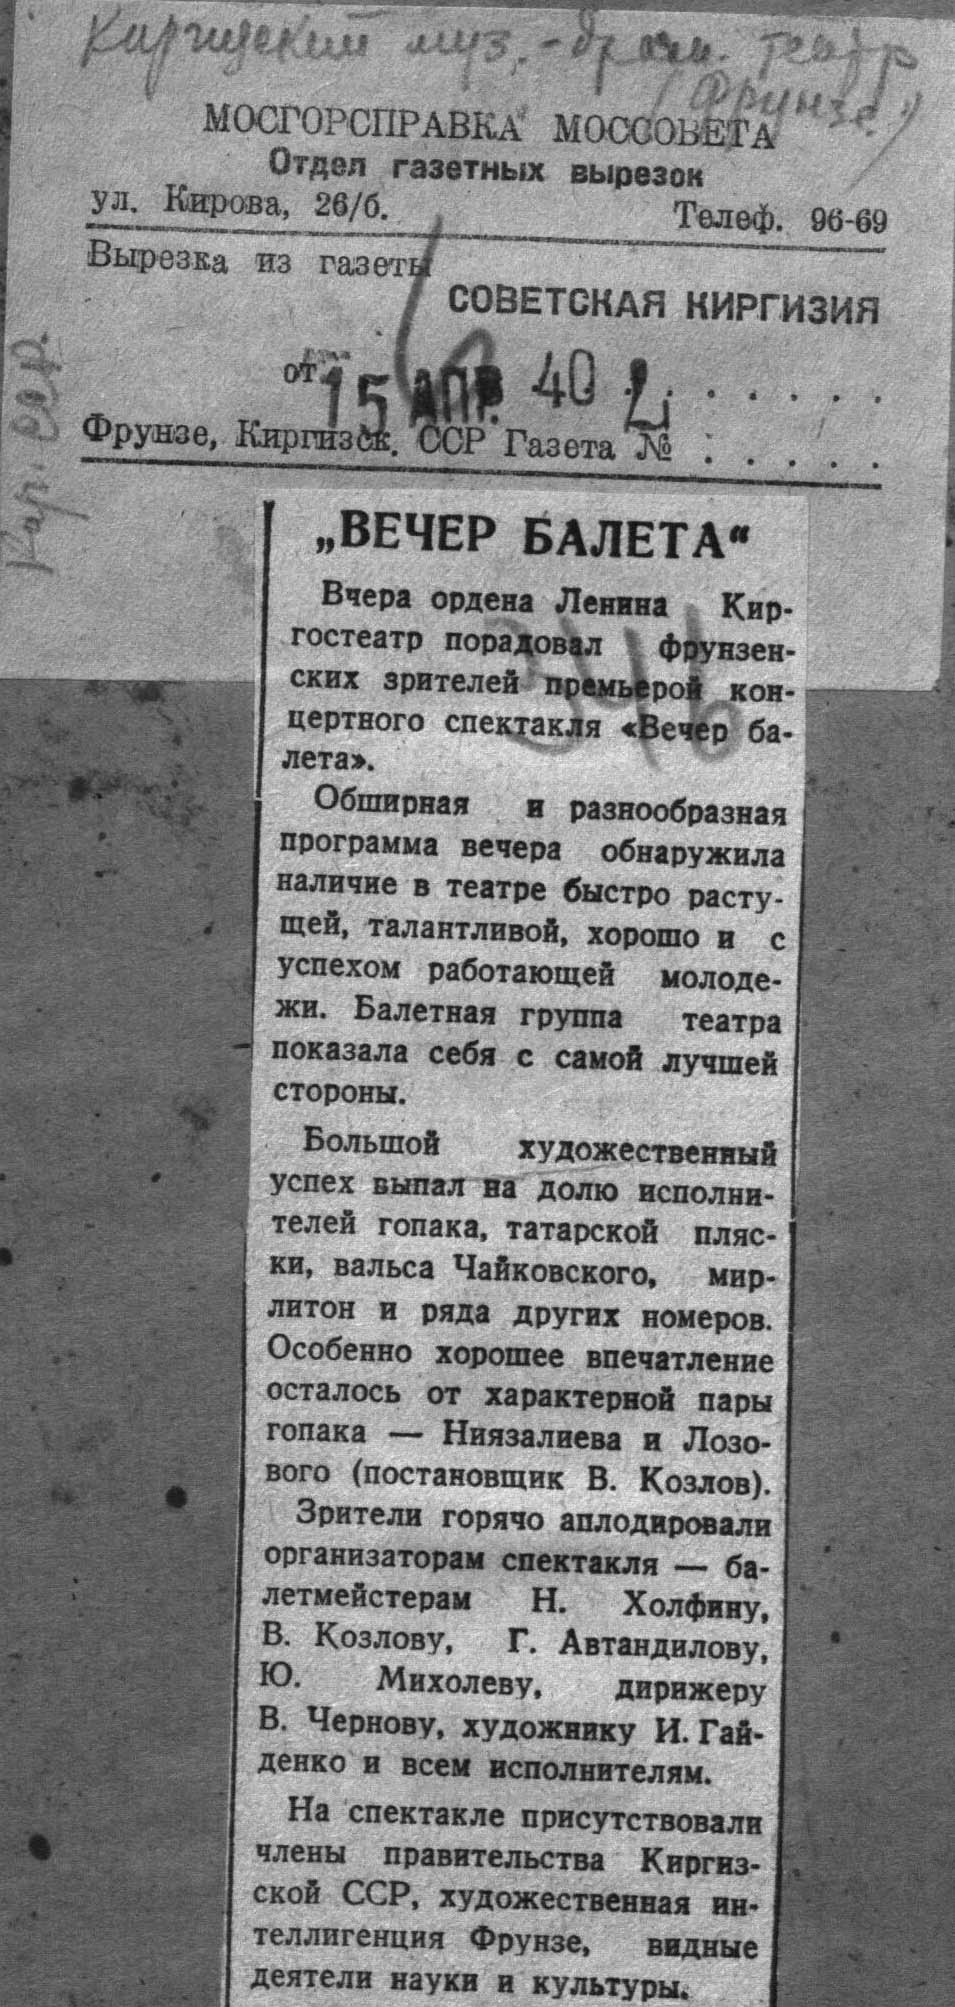 Киргизский муз.-драм. театр
(Фрунзе)
МОСГОРСПРАВКА МОССОВЕТА
Отдел газетных вырезок
ул. Кирова, 26/б. Телеф. 96-69
Вырезка из газеты
СОВЕТСКАЯ КИРГИЗИЯ
от 15 АПР. 40 . . . . . . .
Фрунзе, Киргизск. ССР Газета № . . . . .
„ВЕЧЕР БАЛЕТА“
Вчера ордена Ленина Кир-
гостеатр порадовал фрунзен-
ских зрителей премьерой кон-
цертного спектакля «Вечер ба-
лета».
Обширная и разнообразная
программа вечера обнаружила
наличие в театре быстро расту-
щей, талантливой, хорошо и с
успехом работающей молоде-
жи. Балетная группа театра
показала себя с самой лучшей
стороны.
Большой художественный
успех выпал на долю исполни-
телей гопака, татарской пляс-
ки, вальса Чайковского, мир-
литон и ряда других номеров.
Особенно хорошее впечатление
осталось от характерной пары
гопака — Ниязалиева и Лозо-
вого (постановщик В. Козлов).
Зрители горячо аплодировали
организаторам спектакля — ба-
летмейстерам Н. Холфину,
В. Козлову, Г. Автандилову,
Ю. Михолеву, дирижеру
В. Чернову, художнику И. Гай-
денко и всем исполнителям.
На спектакле присутствовали
члены правительства Киргиз-
ской ССР, художественная ин-
теллигенция Фрунзе, видные
деятели науки и культуры.
346